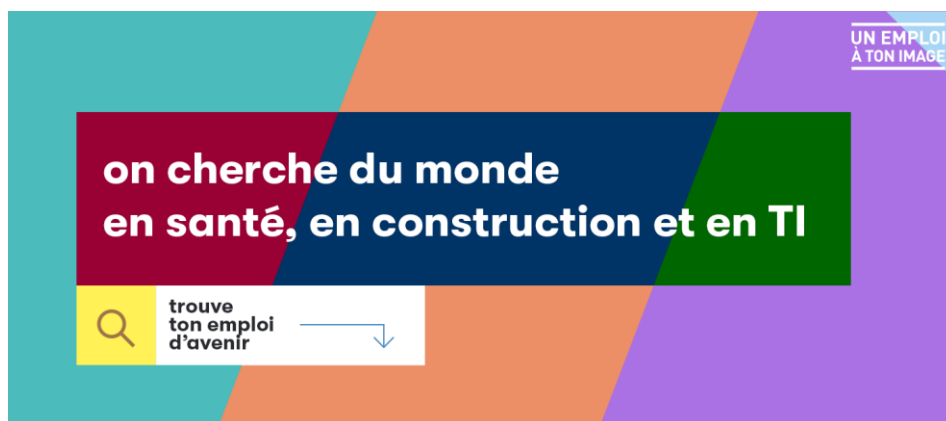 UN EMPLOI
À TON IMAGE
on cherche du monde
en santé, en construction et en TI
trouve
ton emploi
d'avenir